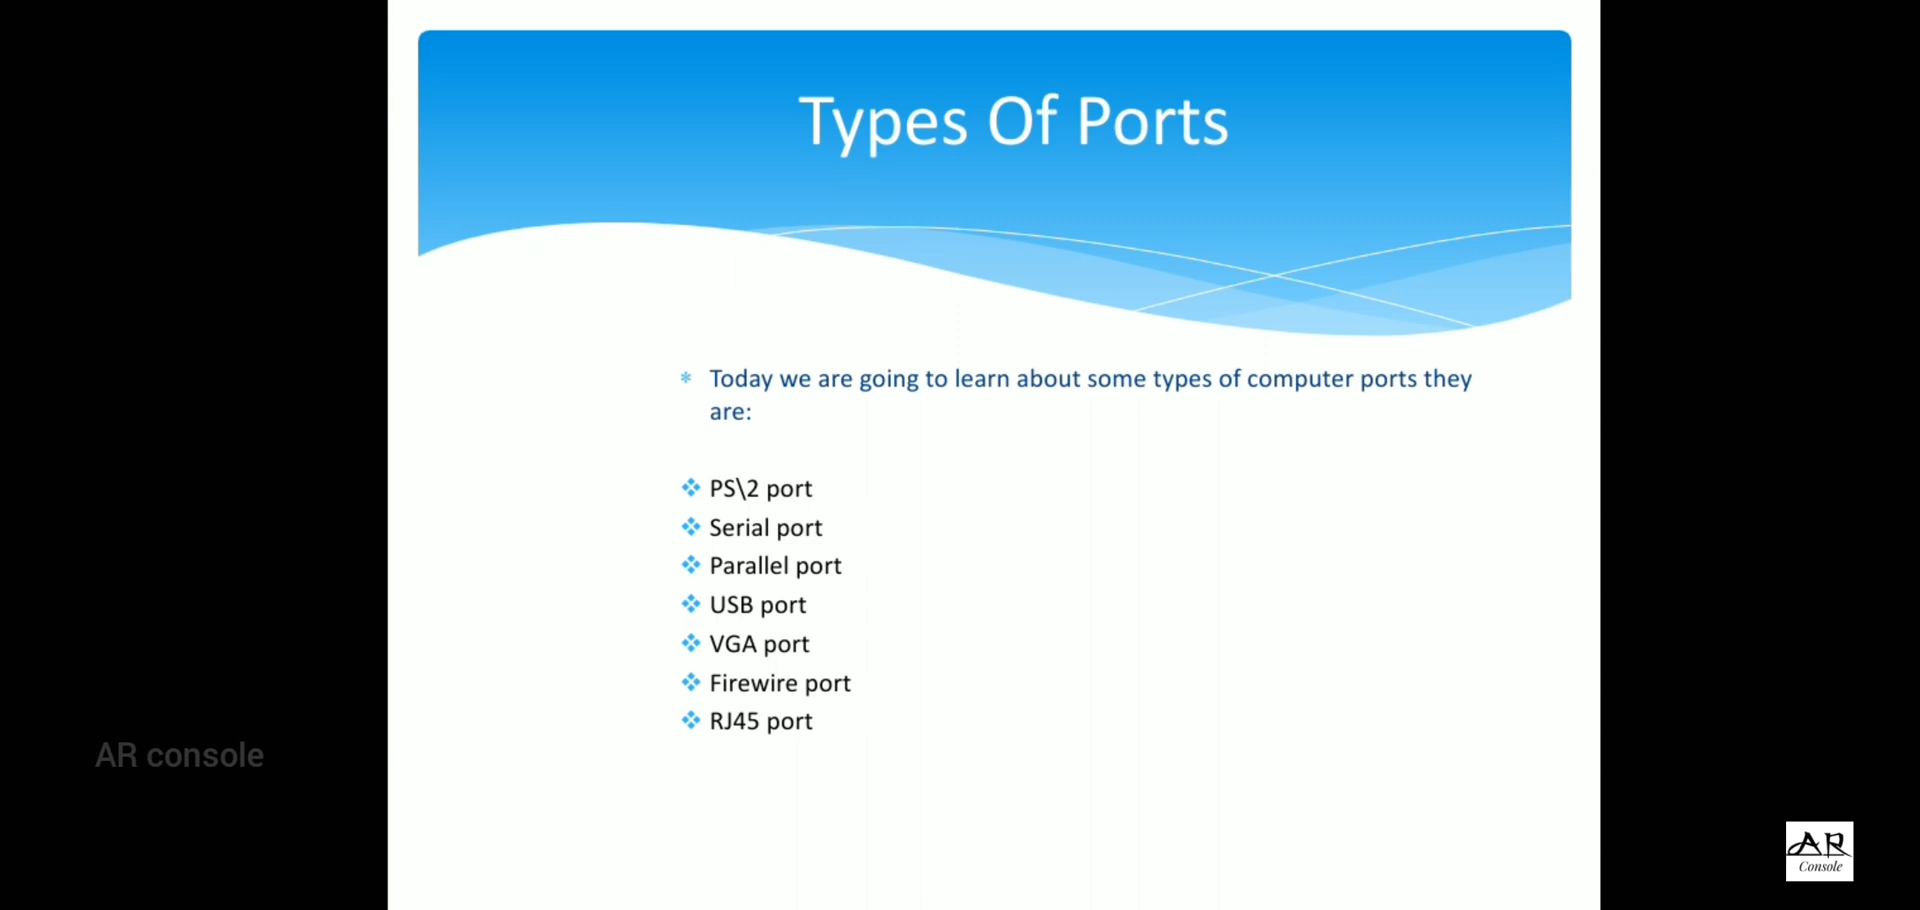 Types Of Ports
* Today we are going to learn about some types of computer ports they
are:
❖ PS\2 port
❖ Serial port
❖ Parallel port
❖ USB port
❖ VGA port
❖ Firewire port
❖ RJ45 port
AR console
AR
Console